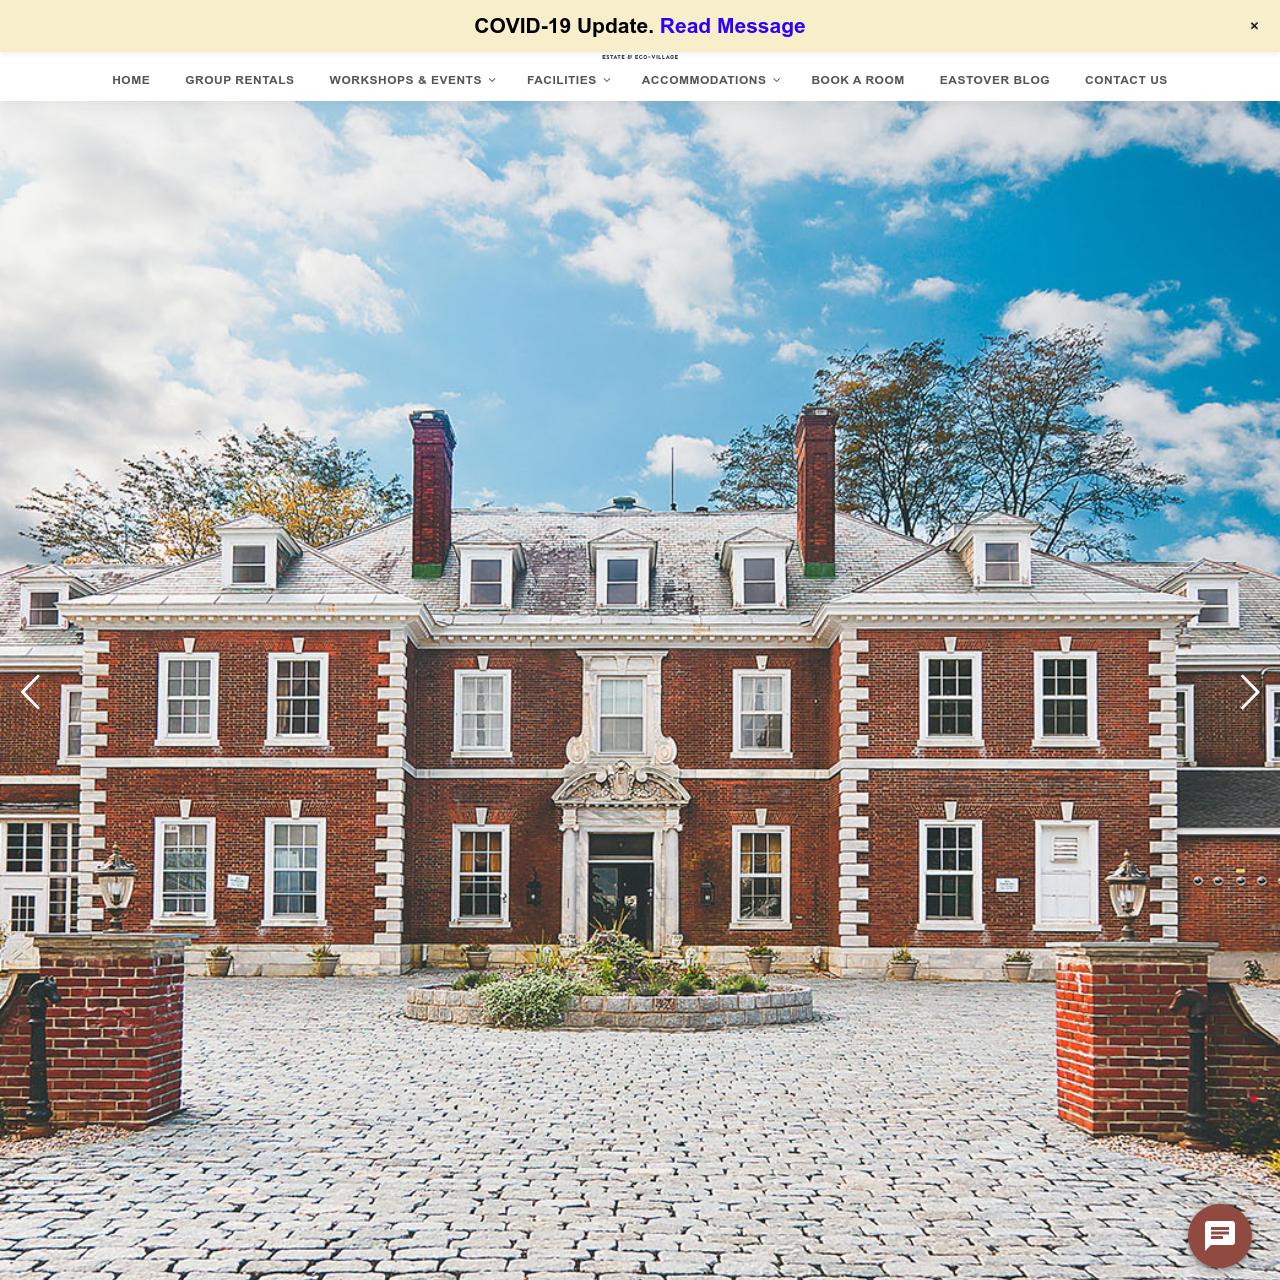 COVID-19 Update. Read Message ×
ESTATE & ECO-VILLAGE
HOME GROUP RENTALS WORKSHOPS & EVENTS FACILITIES ACCOMMODATIONS BOOK A ROOM EASTOVER BLOG CONTACT US